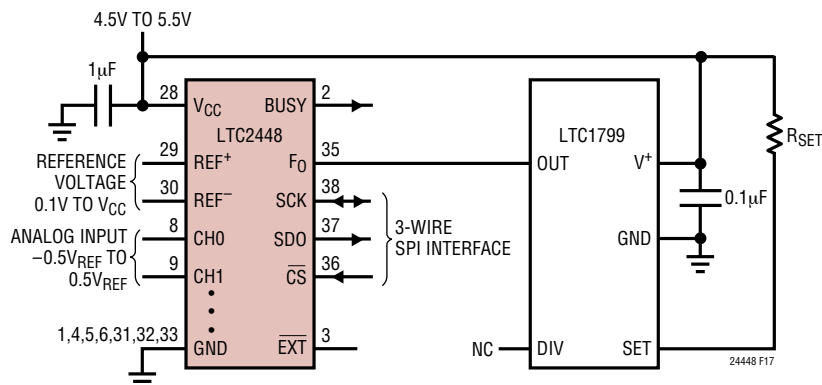 4.5V TO 5.5V
1µF
28
VCC
BUSY
2
LTC2448
LTC1799
RSET
REFERENCE
VOLTAGE
0.1V TO VCC
29
REF+
FO
35
OUT
V+
30
REF−
SCK
38
3-WIRE
SPI INTERFACE
0.1µF
ANALOG INPUT
−0.5VREF TO
0.5VREF
8
CH0
SDO
37
GND
9
CH1
CS
36
1,4,5,6,31,32,33
GND
EXT
3
NC
DIV
SET
24448 F17